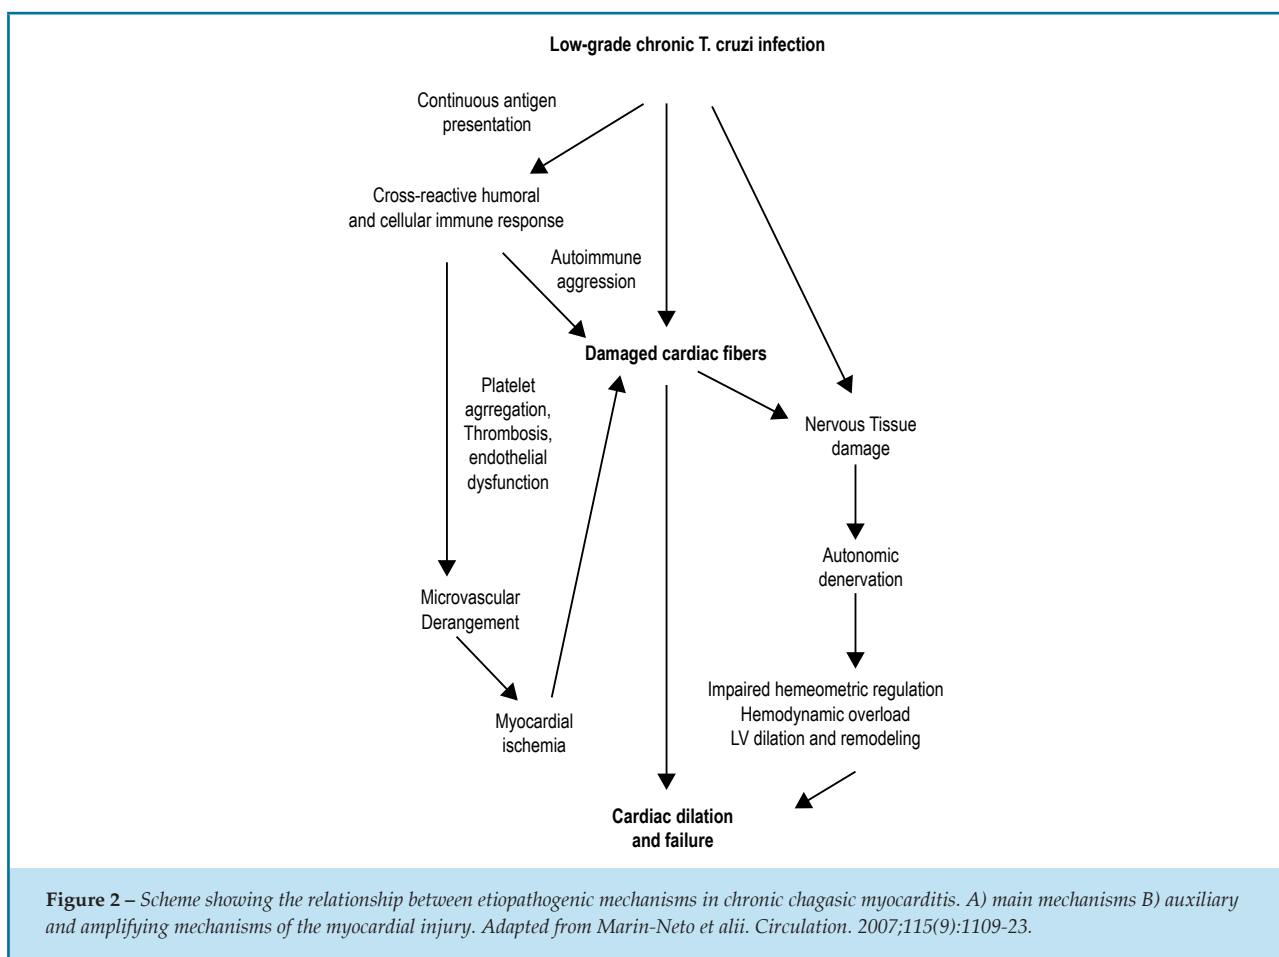 Low-grade chronic T. cruzi infection
Continuous antigen
presentation
Cross-reactive humoral
and cellular immune response
Autoimmune
aggression
Damaged cardiac fibers
Platelet
agrregation,
Thrombosis,
endothelial
dysfunction
Nervous Tissue
damage
Autonomic
denervation
Microvascular
Derangement
Impaired hemeometric regulation
Hemodynamic overload
LV dilation and remodeling
Myocardial
ischemia
Cardiac dilation
and failure
Figure 2 – Scheme showing the relationship between etiopathogenic mechanisms in chronic chagasic myocarditis. A) main mechanisms B) auxiliary
and amplifying mechanisms of the myocardial injury. Adapted from Marin-Neto et alii. Circulation. 2007;115(9):1109-23.